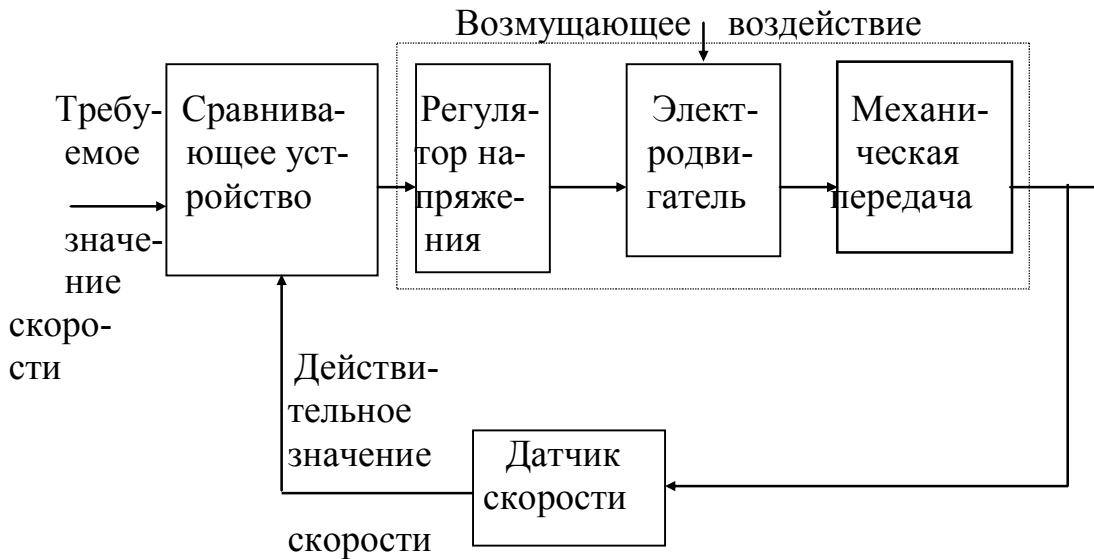 Возмущающее воздействие
Требу-
емое
значе-
ние
скоро-
сти
Сравнива-
ющее уст-
ройство
Регуля-
тор на-
пряже-
ния
Элект-
родви-
гатель
Механи-
ческая
передача
Действи-
тельное
значение
скорости
Датчик
скорости